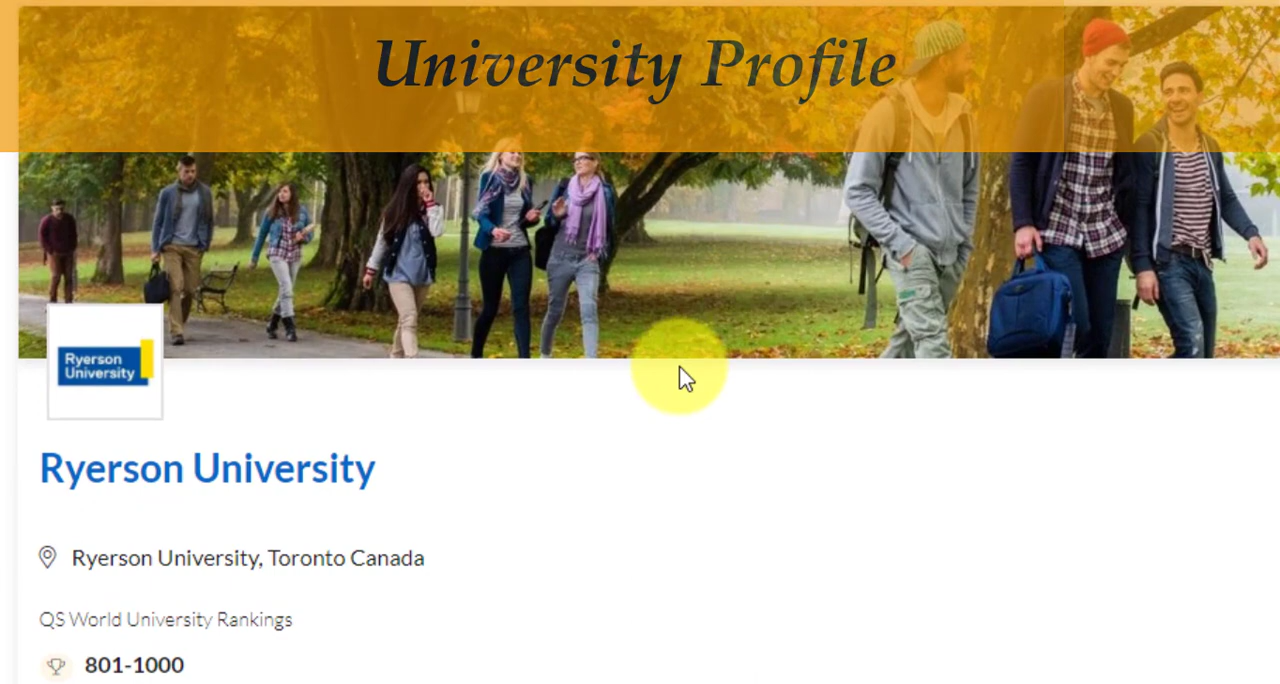 University Profile
Ryerson
University
Ryerson University
Ryerson University, Toronto Canada
QS World University Rankings
801-1000